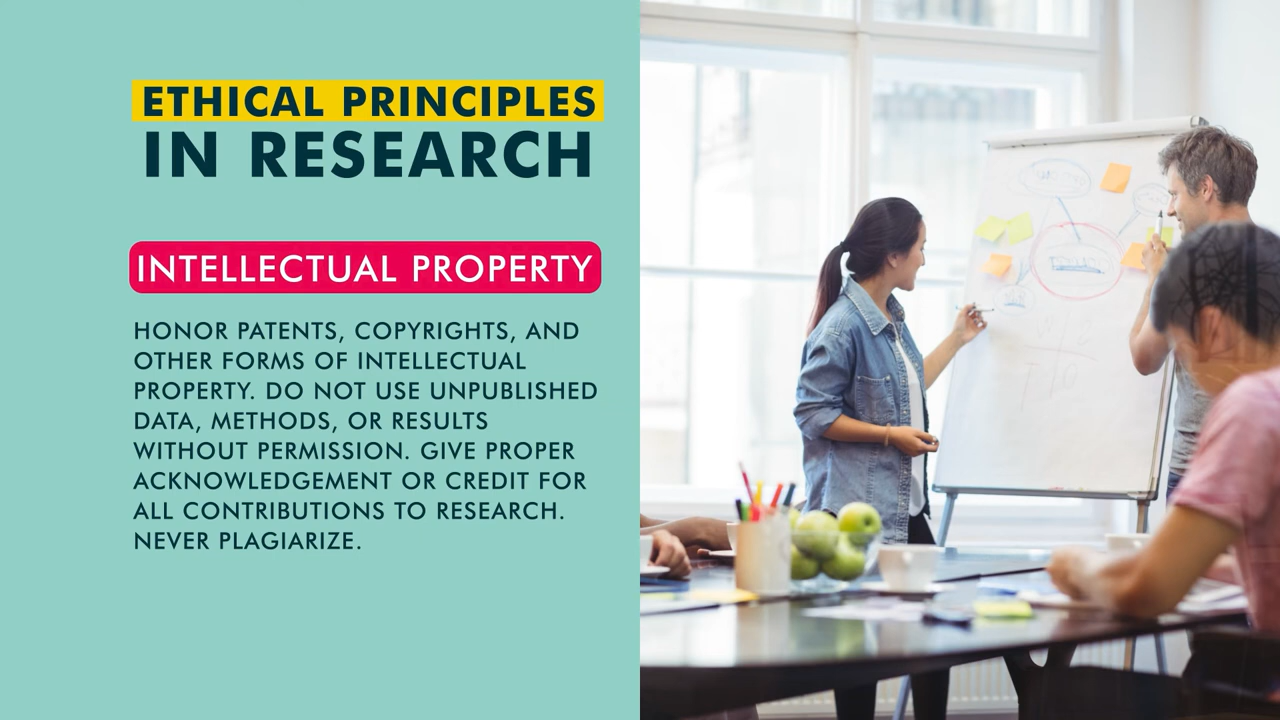 ETHICAL PRINCIPLES
IN RESEARCH
INTELLECTUAL PROPERTY
HONOR PATENTS, COPYRIGHTS, AND
OTHER FORMS OF INTELLECTUAL
PROPERTY. DO NOT USE UNPUBLISHED
DATA, METHODS, OR RESULTS
WITHOUT PERMISSION. GIVE PROPER
ACKNOWLEDGEMENT OR CREDIT FOR
ALL CONTRIBUTIONS TO RESEARCH.
NEVER PLAGIARIZE.